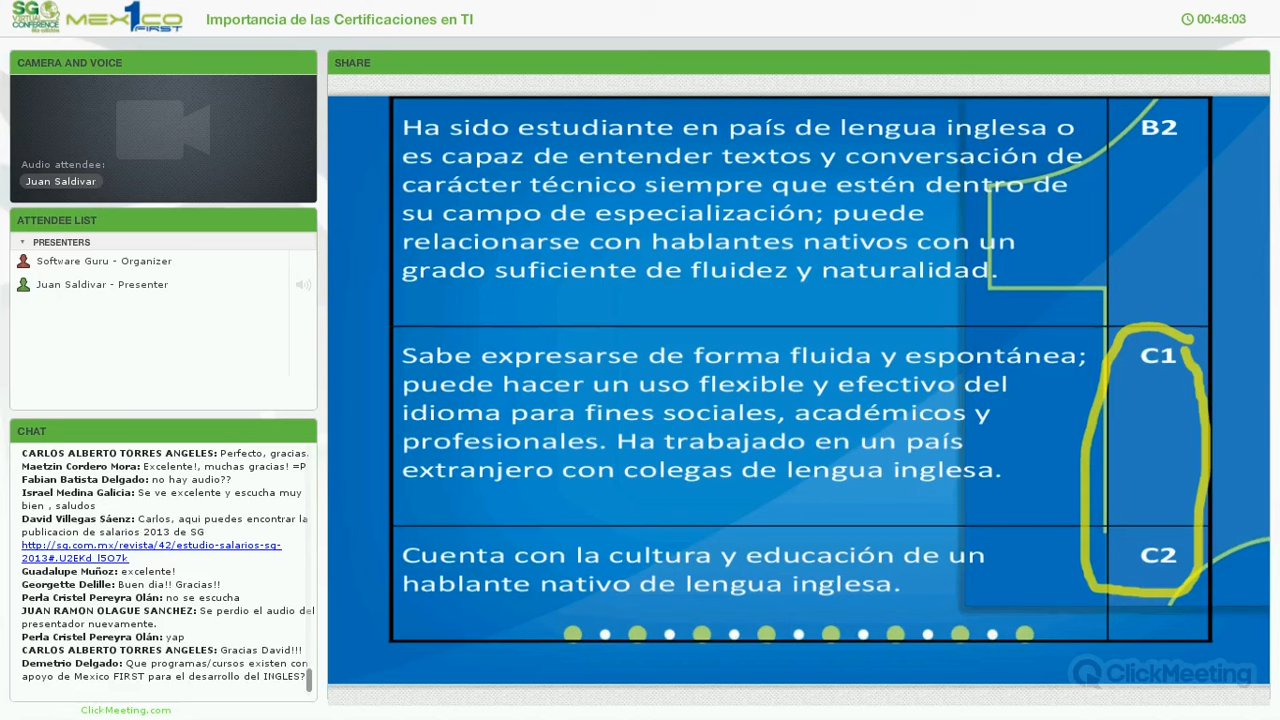 SG
VIRTUAL
CONFERENCE
MEXICO
1
FIRST
Importancia de las Certificaciones en TI
00:48:03
CAMERA AND VOICE
Audio attendee:
Juan Saldivar
ATTENDEE LIST
PRESENTERS
Software Guru - Organizer
Juan Saldivar - Presenter
CHAT
CARLOS ALBERTO TORRES ANGELES: Perfecto, gracias.
Maetzin Cordero Mora: Excelente!, muchas gracias! =P
Fabian Batista Delgado: no hay audio??
Israel Medina Galicia: Se ve excelente y escucha muy
bien , saludos
David Villegas Sáenz: Carlos, aqui puedes encontrar la
publicacion de salarios 2013 de SG
http://sg.com.mx/revista/42/estudio-salarios-sg-
2013#.U2EKd_l5O7k
Guadalupe Muñoz: excelente!
Georgette Delille: Buen dia!! Gracias!!
Perla Cristel Pereyra Olán: no se escucha
JUAN RAMON OLAGUE SANCHEZ: Se perdio el audio del
presentador nuevamente.
Perla Cristel Pereyra Olán: yap
CARLOS ALBERTO TORRES ANGELES: Gracias David!!!
Demetrio Delgado: Que programas/cursos existen con
apoyo de Mexico FIRST para el desarrollo del INGLES?
ClickMeeting.com
SHARE
Ha sido estudiante en país de lengua inglesa o
es capaz de entender textos y conversación de
carácter técnico siempre que estén dentro de
su campo de especialización; puede
relacionarse con hablantes nativos con un
grado suficiente de fluidez y naturalidad.
B2
Sabe expresarse de forma fluida y espontánea;
puede hacer un uso flexible y efectivo del
idioma para fines sociales, académicos y
profesionales. Ha trabajado en un país
extranjero con colegas de lengua inglesa.
C1
Cuenta con la cultura y educación de un
hablante nativo de lengua inglesa.
C2
ClickMeeting